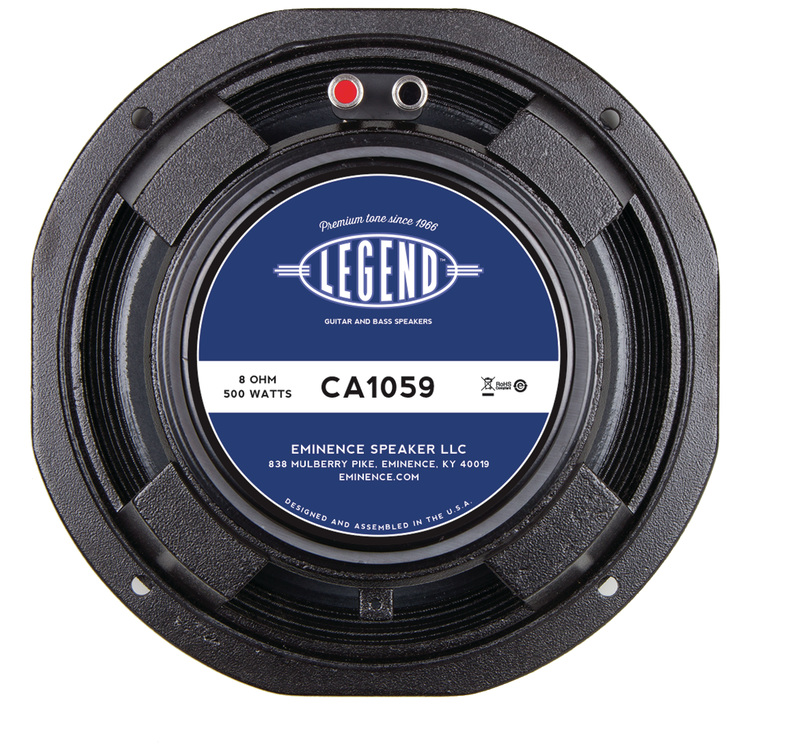 Premium tone since 1966
LEGEND™
GUITAR AND BASS SPEAKERS
8 OHM
500 WATTS
CA1059
RoHS
Compliant
EMINENCE SPEAKER LLC
838 MULBERRY PIKE, EMINENCE, KY 40019
EMINENCE.COM
DESIGNED AND ASSEMBLED IN THE U.S.A.